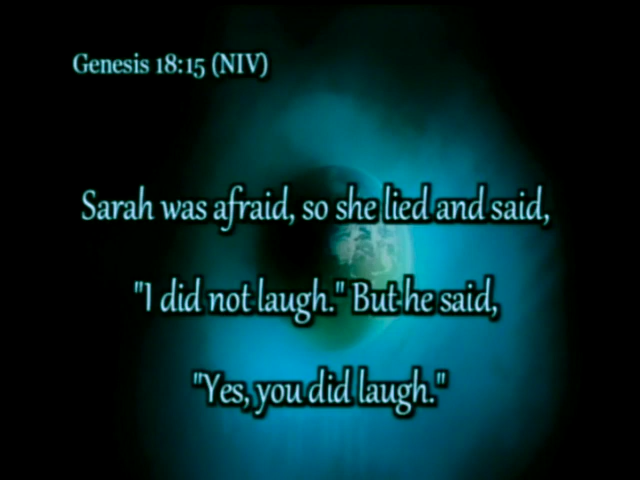 Genesis 18:15 (NIV)
Sarah was afraid, so she lied and said,
"I did not laugh." But he said,
"Yes, you did laugh."